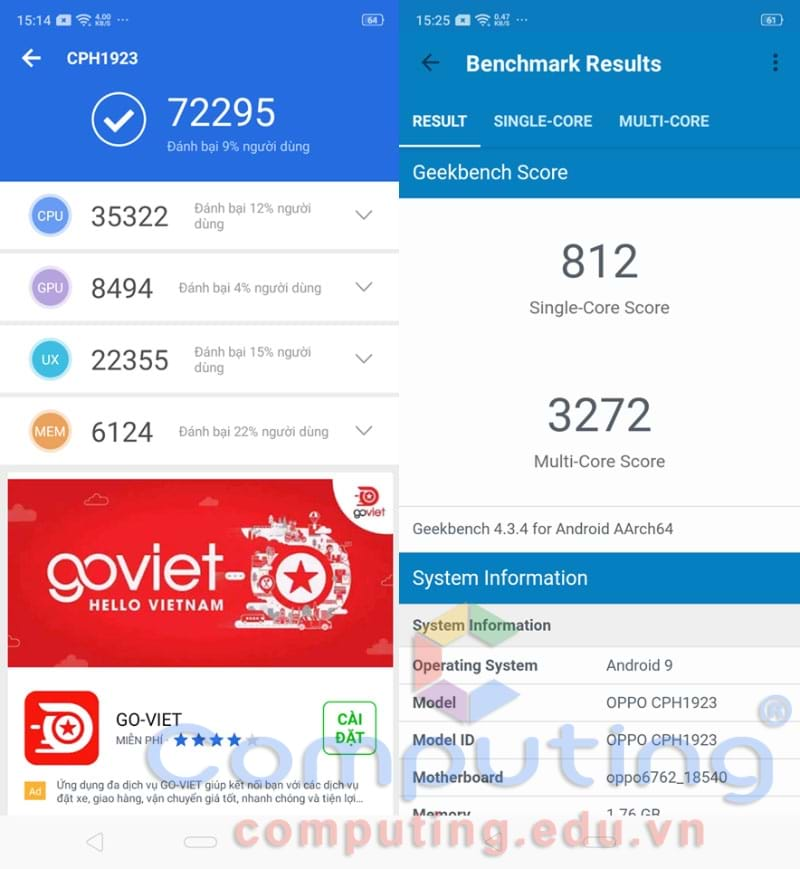 15:14 4.00 KB/S ... 64
CPH1923
72295
Đánh bại 9% người dùng
CPU 35322 Đánh bại 12% người
dùng
GPU 8494 Đánh bại 4% người dùng
UX 22355 Đánh bại 15% người
dùng
MEM 6124 Đánh bại 22% người dùng
goviet
goviet
HELLO VIETNAM
GO-VIET
MIỄN PHÍ
CÀI
ĐẶT
Ad Ứng dụng đa dịch vụ GO-VIET giúp kết nối bạn với các dịch vụ
đặt xe, giao hàng, vận chuyển giá tốt, nhanh chóng và tiện lợi...
15:25 0.47 KB/S ... 61
Benchmark Results
RESULT SINGLE-CORE MULTI-CORE
Geekbench Score
812
Single-Core Score
3272
Multi-Core Score
Geekbench 4.3.4 for Android AArch64
System Information
System Information
Operating System Android 9
Model OPPO CPH1923
Model ID OPPO CPH1923
Motherboard oppo6762_18540
Memory 1.76 GB
Computing ®
computing.edu.vn